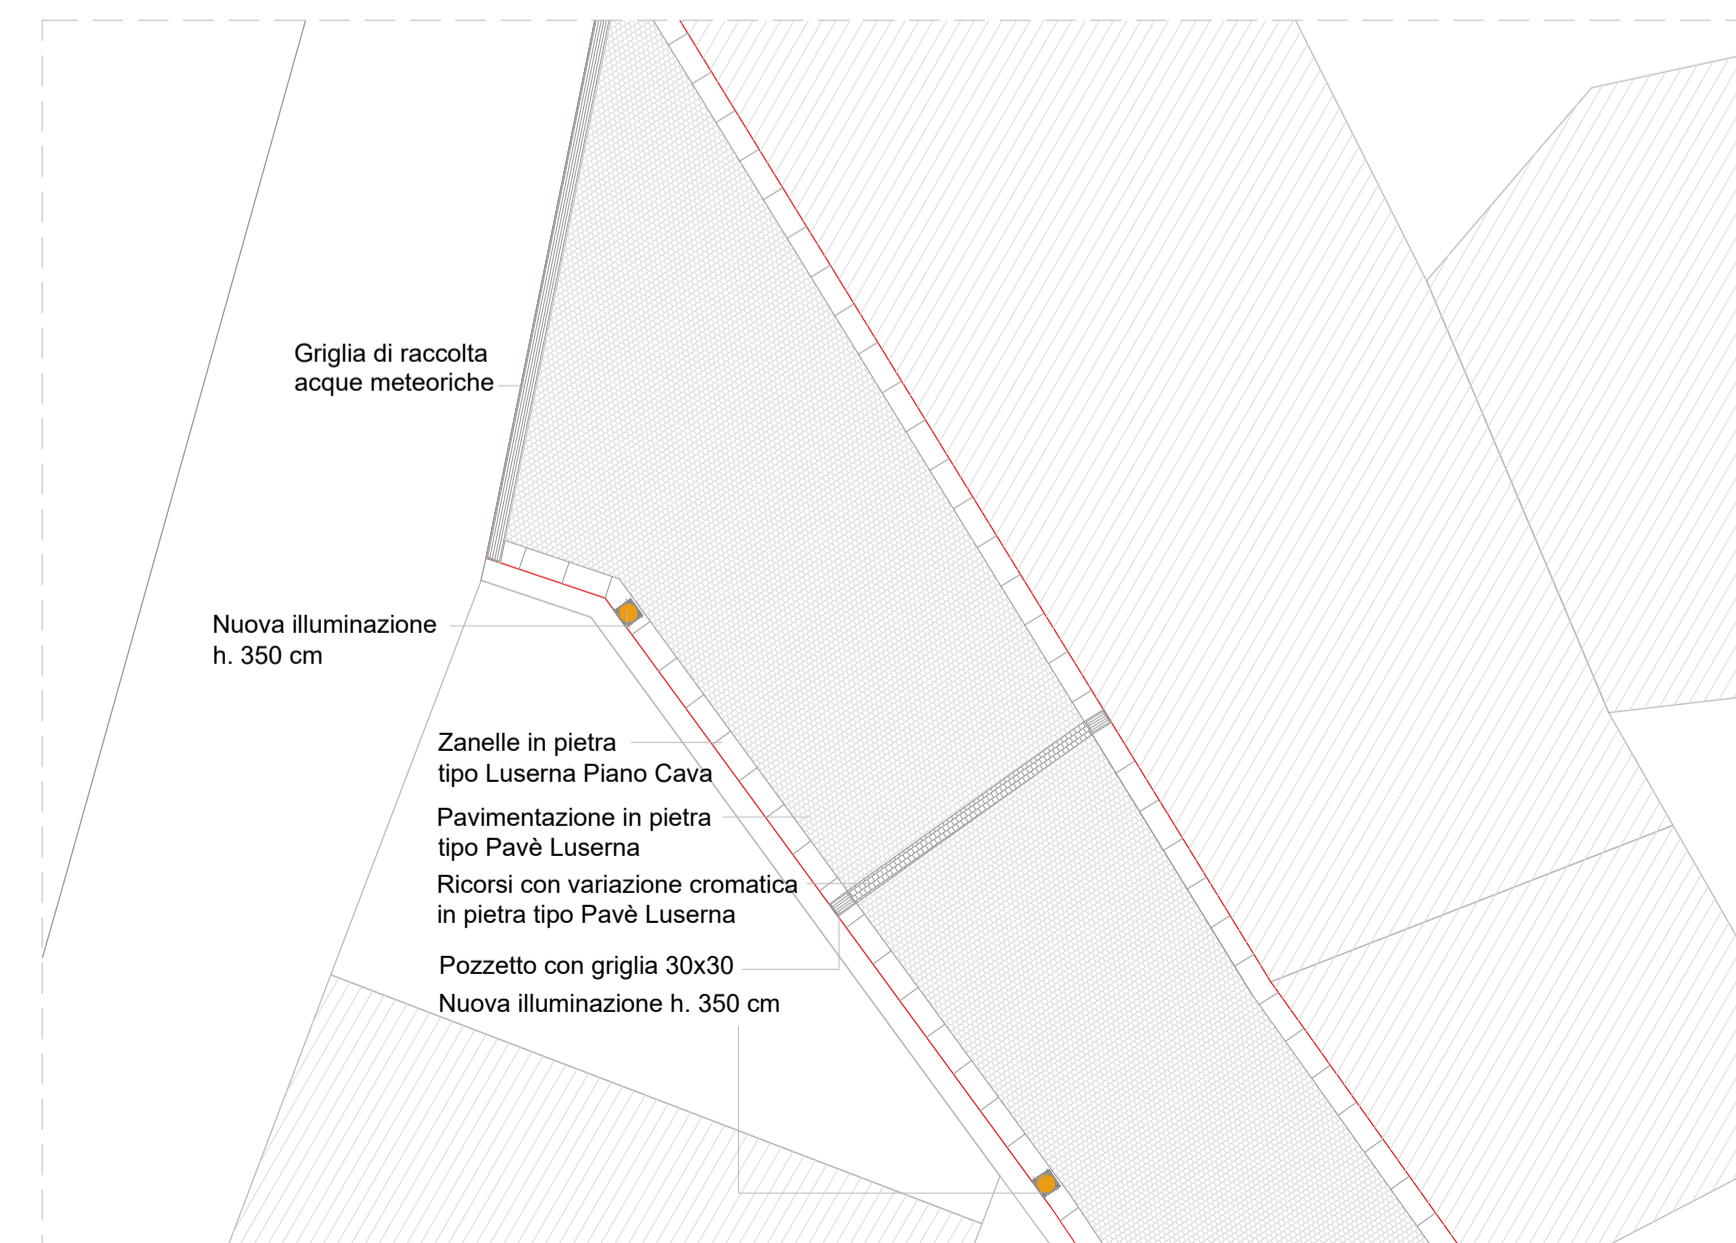 Griglia di raccolta
acque meteoriche
Nuova illuminazione
h. 350 cm
Zanelle in pietra
tipo Luserna Piano Cava
Pavimentazione in pietra
tipo Pavè Luserna
Ricorsi con variazione cromatica
in pietra tipo Pavè Luserna
Pozzetto con griglia 30x30
Nuova illuminazione h. 350 cm